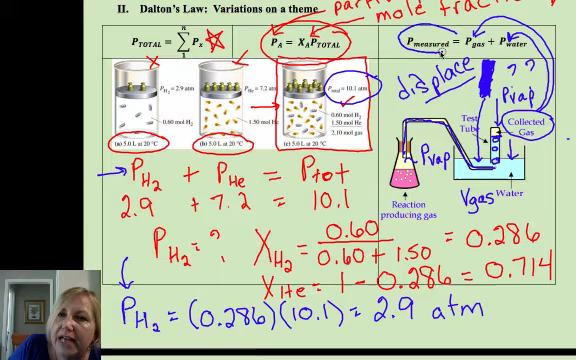 II. Dalton's Law: Variations on a theme
mole fract
P_TOTAL = ∑ P_x
n
1
P_A = X_A P_TOTAL
P_measured = P_gas + P_water
displace
? ?
Pvap
P_H2 = 2.9 atm
P_He = 7.2 atm
P_total = 10.1 atm
0.60 mol H2
1.50 mol He
0.60 mol H2
1.50 mol He
2.10 mol gas
(a) 5.0 L at 20 °C
(b) 5.0 L at 20 °C
(c) 5.0 L at 20 °C
Test Tube
Collected Gas
Pvap
Reaction producing gas
Vgas
Water
P_H2 + P_He = Ptot
2.9 + 7.2 = 10.1
P_H2 = ?
X_H2 = 0.60 / 0.60 + 1.50 = 0.286
X_He = 1 - 0.286 = 0.714
P_H2 = (0.286)(10.1) = 2.9 atm